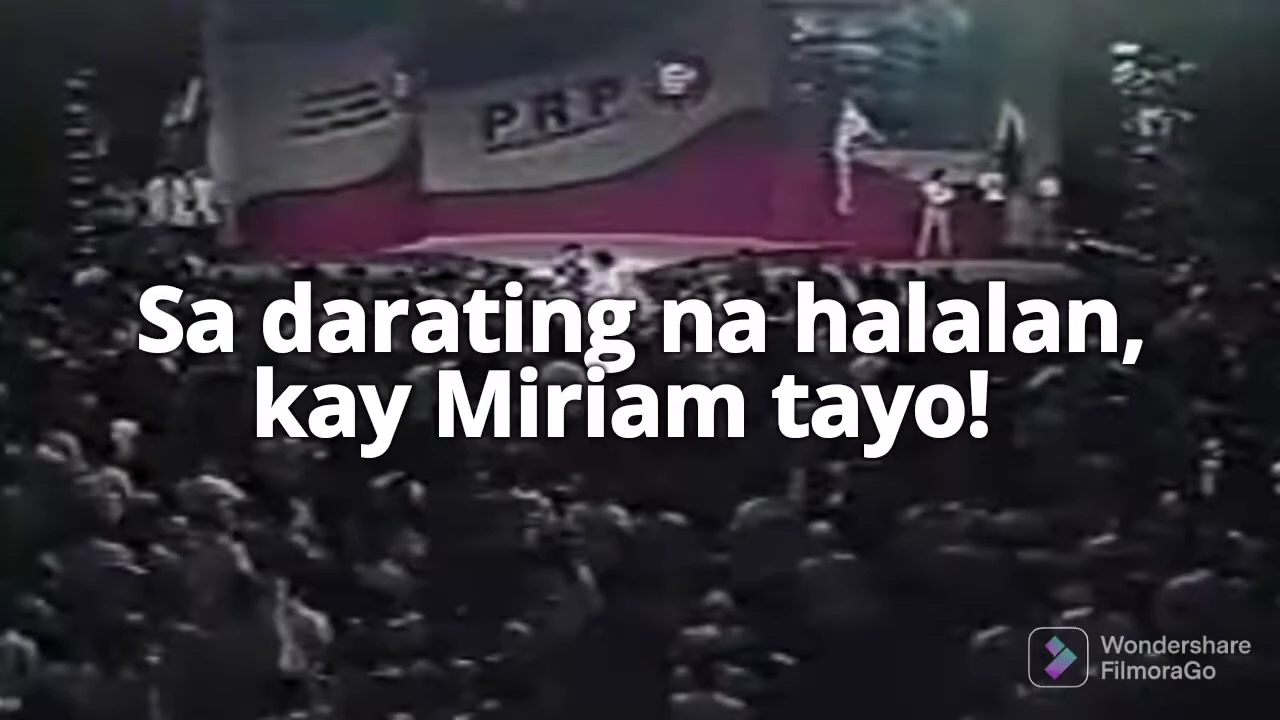 PRP
Sa darating na halalan,
kay Miriam tayo!
Wondershare
FilmoraGo